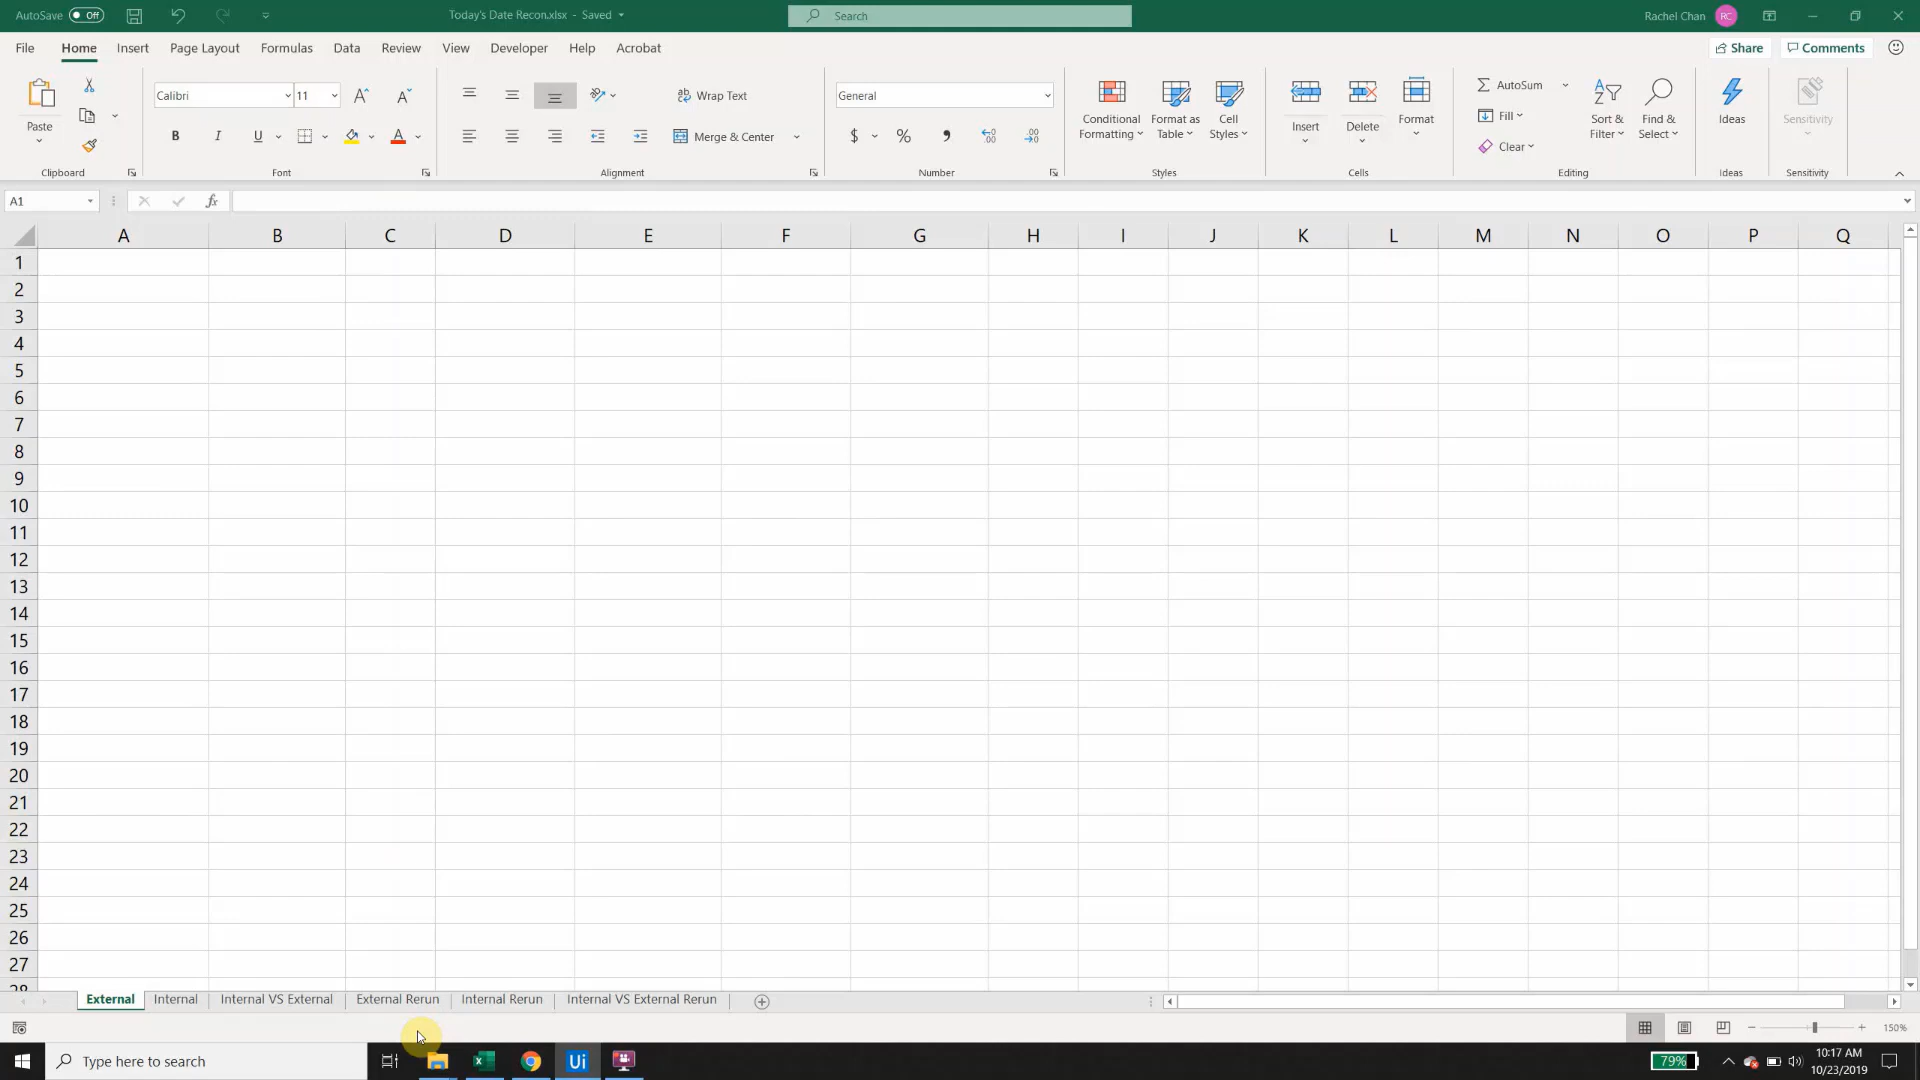 AutoSave Off Today's Date Recon.xlsx - Saved Search Rachel Chan RC
File Home Insert Page Layout Formulas Data Review View Developer Help Acrobat Share Comments
Paste
Clipboard
Calibri 11
B I U A
Font
Wrap Text
Merge & Center
Alignment
General
$ % ,
Number
Conditional Formatting
Format as Table
Cell Styles
Styles
Insert Delete Format
Cells
AutoSum
Fill
Clear
Sort & Filter
Find & Select
Editing
Ideas
Ideas
Sensitivity
Sensitivity
A1 fx
A B C D E F G H I J K L M N O P Q
1
2
3
4
5
6
7
8
9
10
11
12
13
14
15
16
17
18
19
20
21
22
23
24
25
26
27
28
External Internal Internal VS External External Rerun Internal Rerun Internal VS External Rerun
150%
Type here to search Ui 79% 10:17 AM
10/23/2019